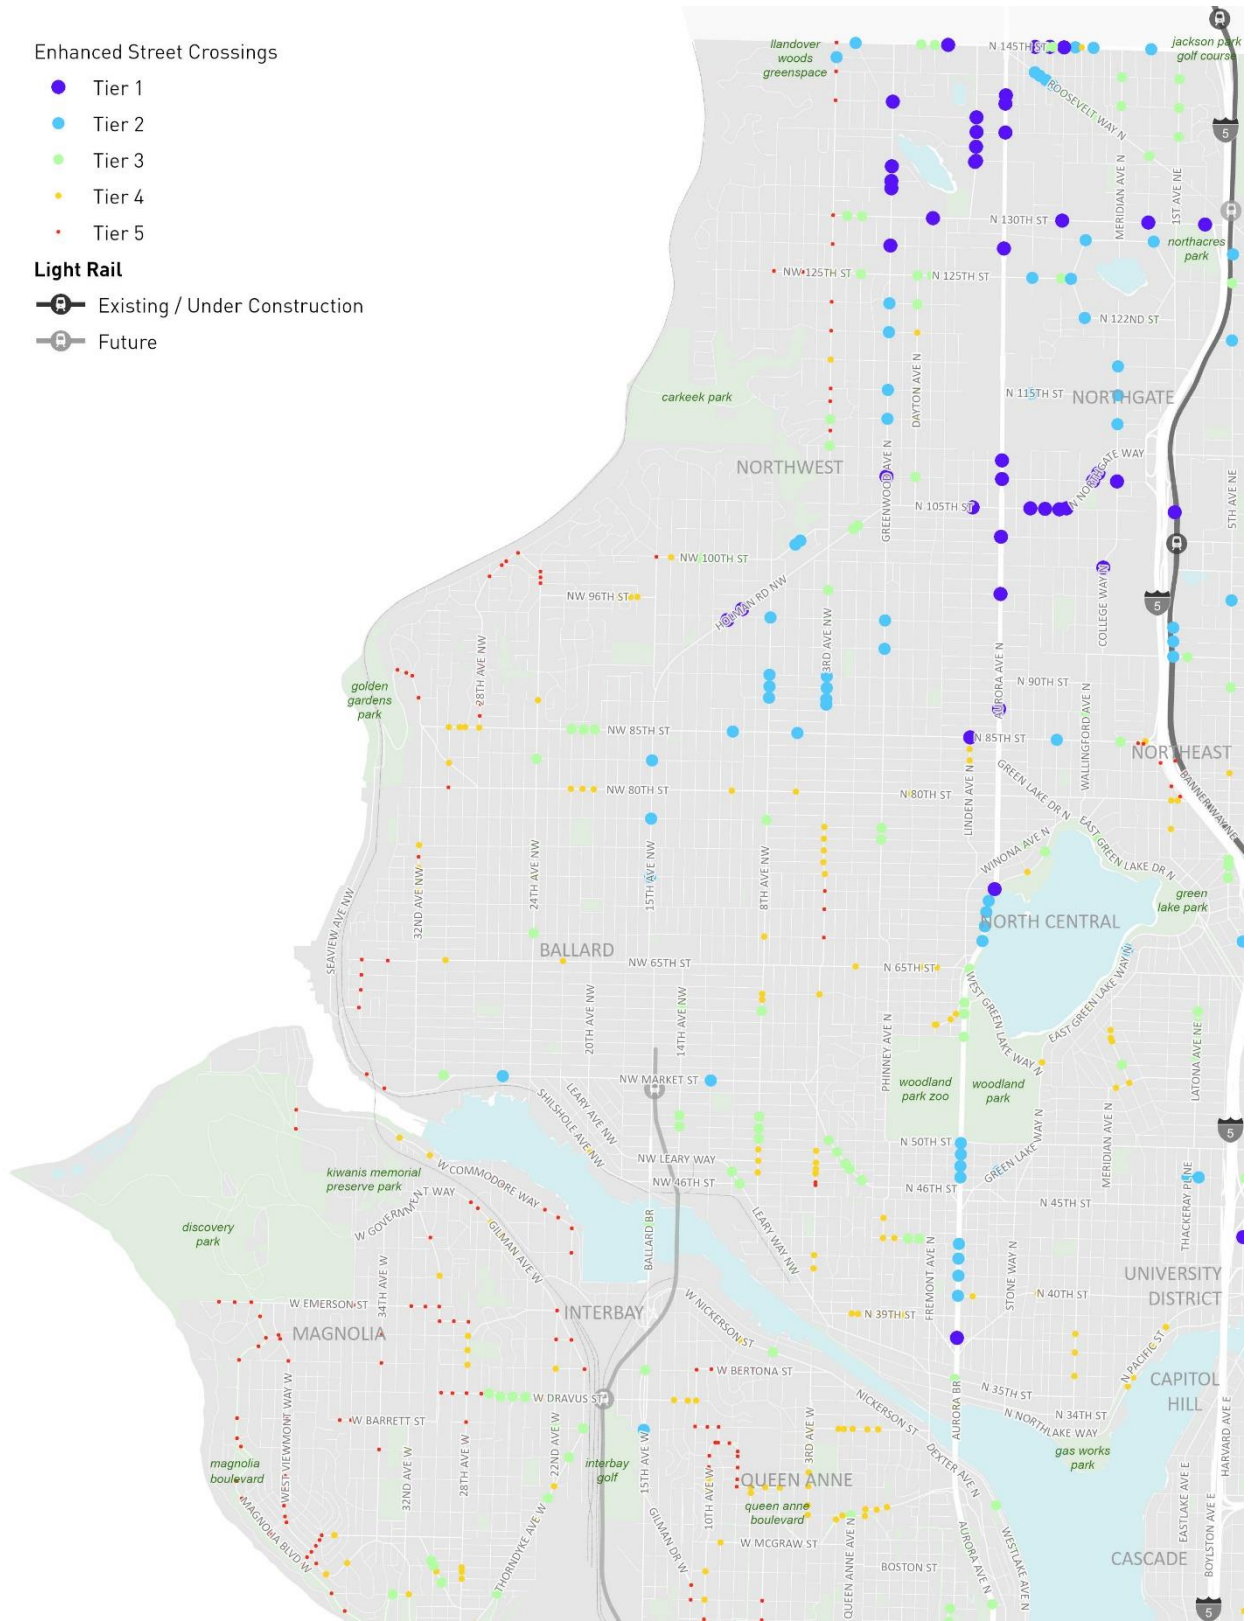 Enhanced Street Crossings
Tier 1
Tier 2
Tier 3
Tier 4
Tier 5
Light Rail
Existing / Under Construction
Future
llandover
woods
greenspace
N 145TH ST
jackson park
golf course
ROOSEVELT WAY N
5
MERIDIAN AVE N
1ST AVE NE
N 130TH ST
northacres
park
NW 125TH ST
N 125TH ST
N 122ND ST
carkeek park
DAYTON AVE N
N 115TH ST
NORTHGATE
NORTHWEST
GREENWOOD AVE N
N NORTHGATE WAY
5TH AVE NE
N 105TH ST
NW 100TH ST
NW 96TH ST
HOLMAN RD NW
COLLEGE WAY N
5
3RD AVE NW
28TH AVE NW
AURORA AVE N
N 90TH ST
WALLINGFORD AVE N
golden
gardens
park
NW 85TH ST
N 85TH ST
NORTHEAST
GREEN LAKE DR N
BANNER WAY NE
NW 80TH ST
N 80TH ST
LINDEN AVE N
WINONA AVE N
EAST GREEN LAKE DR N
32ND AVE NW
24TH AVE NW
15TH AVE NW
8TH AVE NW
green
lake park
SEAVIEW AVE NW
BALLARD
NORTH CENTRAL
NW 65TH ST
N 65TH ST
20TH AVE NW
14TH AVE NW
PHINNEY AVE N
WEST GREEN LAKE WAY N
EAST GREEN LAKE WAY N
LATONA AVE NE
NW MARKET ST
woodland
park zoo
woodland
park
LEARY AVE NW
SHILSHOLE AVE NW
5
N 50TH ST
GREEN LAKE WAY N
MERIDIAN AVE N
NW LEARY WAY
NW 46TH ST
N 46TH ST
N 45TH ST
THACKERAY PL NE
kiwanis memorial
preserve park
W COMMODORE WAY
W GOVERNMENT WAY
discovery
park
GILMAN AVE W
BALLARD BR
LEARY WAY NW
FREMONT AVE N
STONE WAY N
UNIVERSITY
DISTRICT
34TH AVE W
W EMERSON ST
MAGNOLIA
INTERBAY
W NICKERSON ST
N 40TH ST
N 39TH ST
N PACIFIC ST
W BERTONA ST
CAPITOL
HILL
W DRAVUS ST
N 35TH ST
N 34TH ST
N NORTHLAKE WAY
NICKERSON ST
AURORA BR
WEST VIEWMONT WAY W
W BARRETT ST
32ND AVE W
28TH AVE W
22ND AVE W
15TH AVE W
10TH AVE W
3RD AVE W
DEXTER AVE N
gas works
park
HARVARD AVE E
magnolia
boulevard
interbay
golf
QUEEN ANNE
queen anne
boulevard
MAGNOLIA BLVD W
THORNDYKE AVE W
GILMAN DR W
W MCGRAW ST
QUEEN ANNE AVE N
BOSTON ST
AURORA AVE N
WESTLAKE AVE N
EASTLAKE AVE E
BOYLSTON AVE E
CASCADE
5